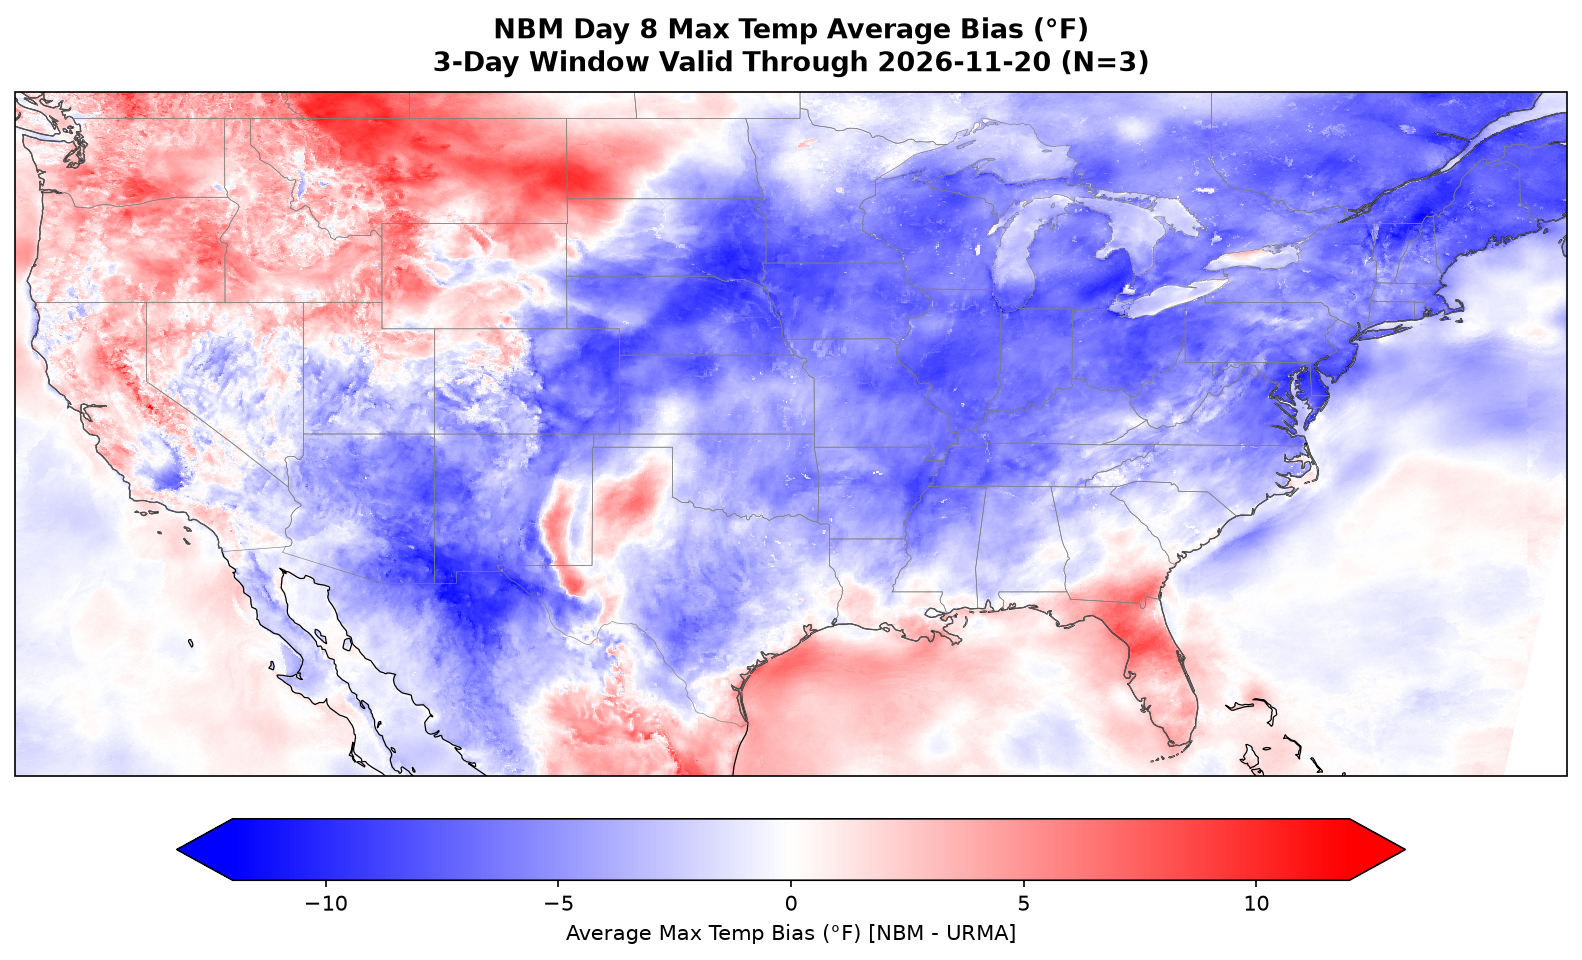 NBM Day 8 Max Temp Average Bias (°F)
3-Day Window Valid Through 2026-11-20 (N=3)
−10 −5 0 5 10
Average Max Temp Bias (°F) [NBM - URMA]